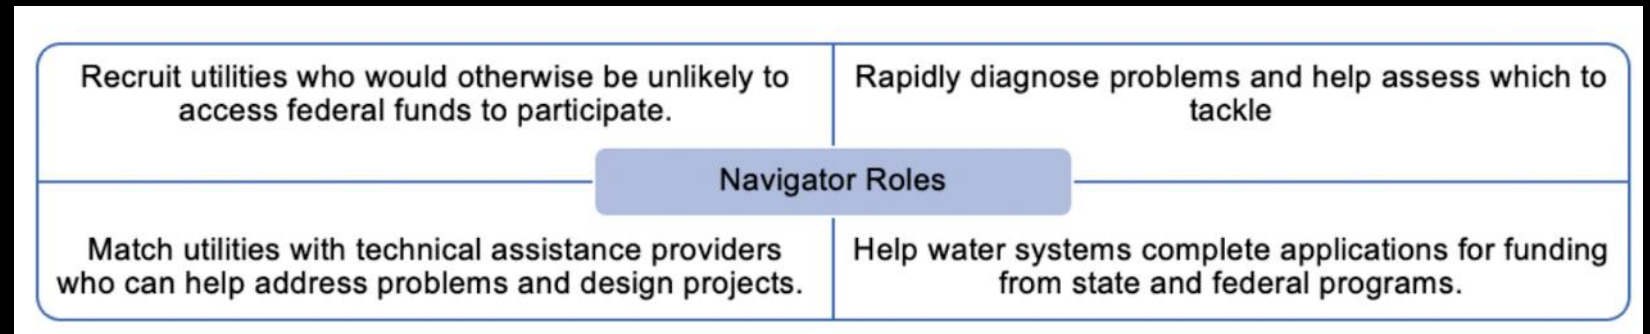 Recruit utilities who would otherwise be unlikely to
access federal funds to participate.
Rapidly diagnose problems and help assess which to
tackle
Navigator Roles
Match utilities with technical assistance providers
who can help address problems and design projects.
Help water systems complete applications for funding
from state and federal programs.